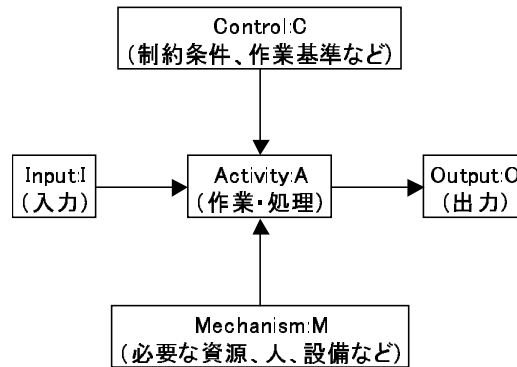 Control:C
(制約条件、作業基準など)
Input:I
(入力)
Activity:A
(作業・処理)
Output:O
(出力)
Mechanism:M
(必要な資源、人、設備など)